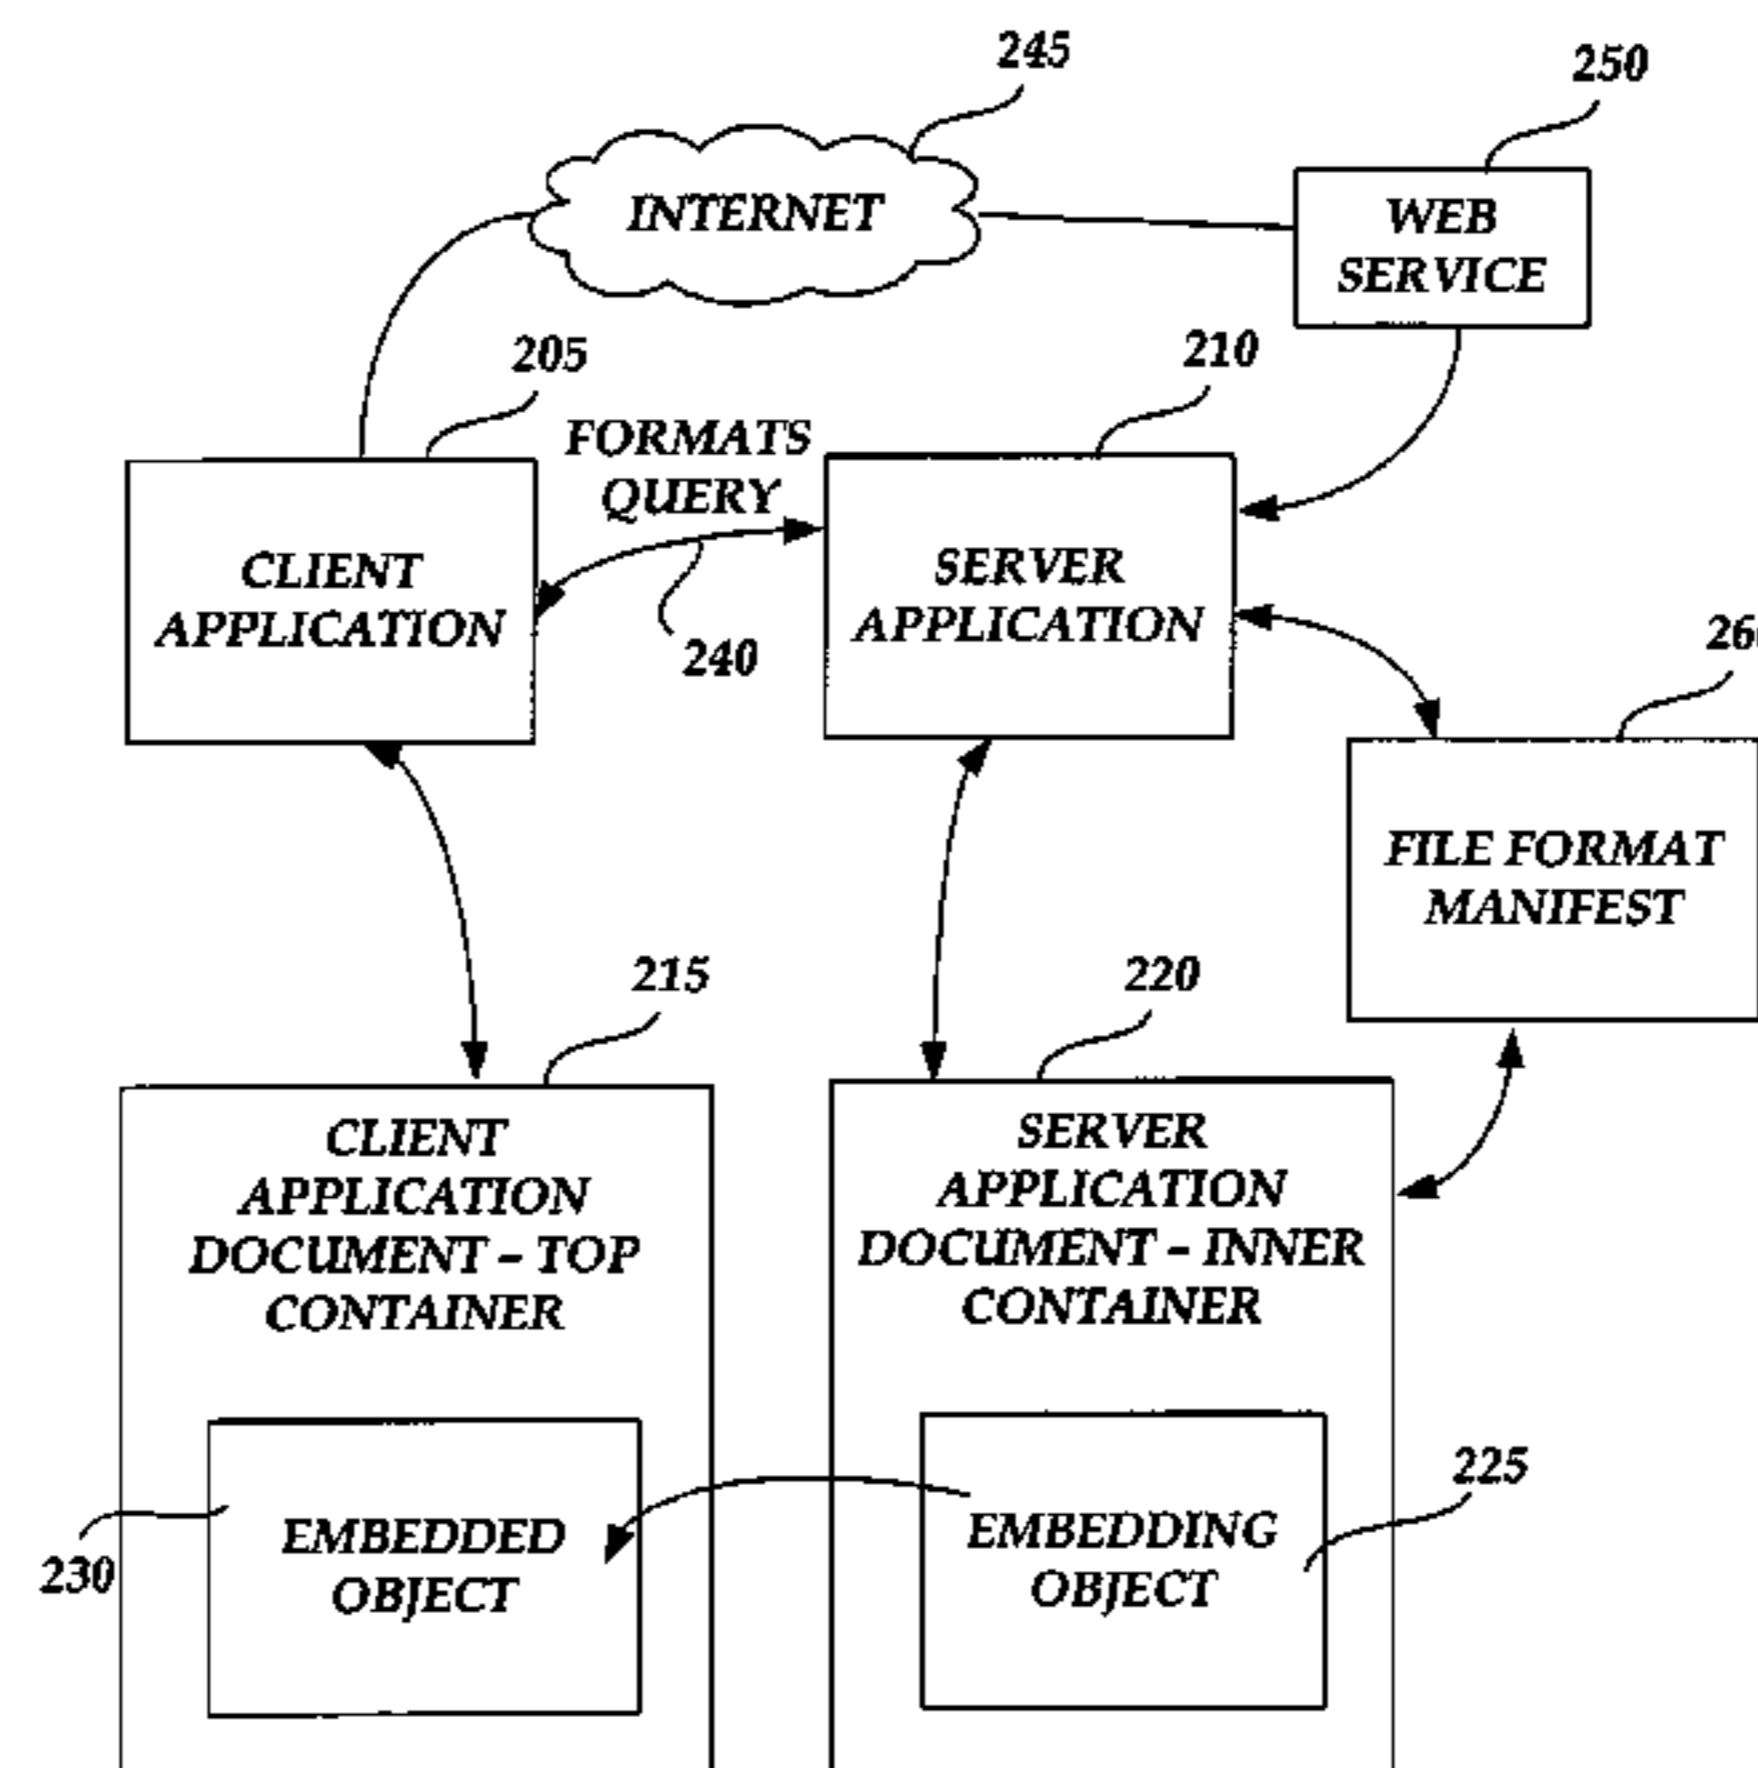 245
250
INTERNET
WEB
SERVICE
205
210
FORMATS
QUERY
CLIENT
APPLICATION
SERVER
APPLICATION
240
FILE FORMAT
MANIFEST
215
220
CLIENT
APPLICATION
DOCUMENT – TOP
CONTAINER
SERVER
APPLICATION
DOCUMENT – INNER
CONTAINER
225
EMBEDDED
OBJECT
EMBEDDING
OBJECT
230